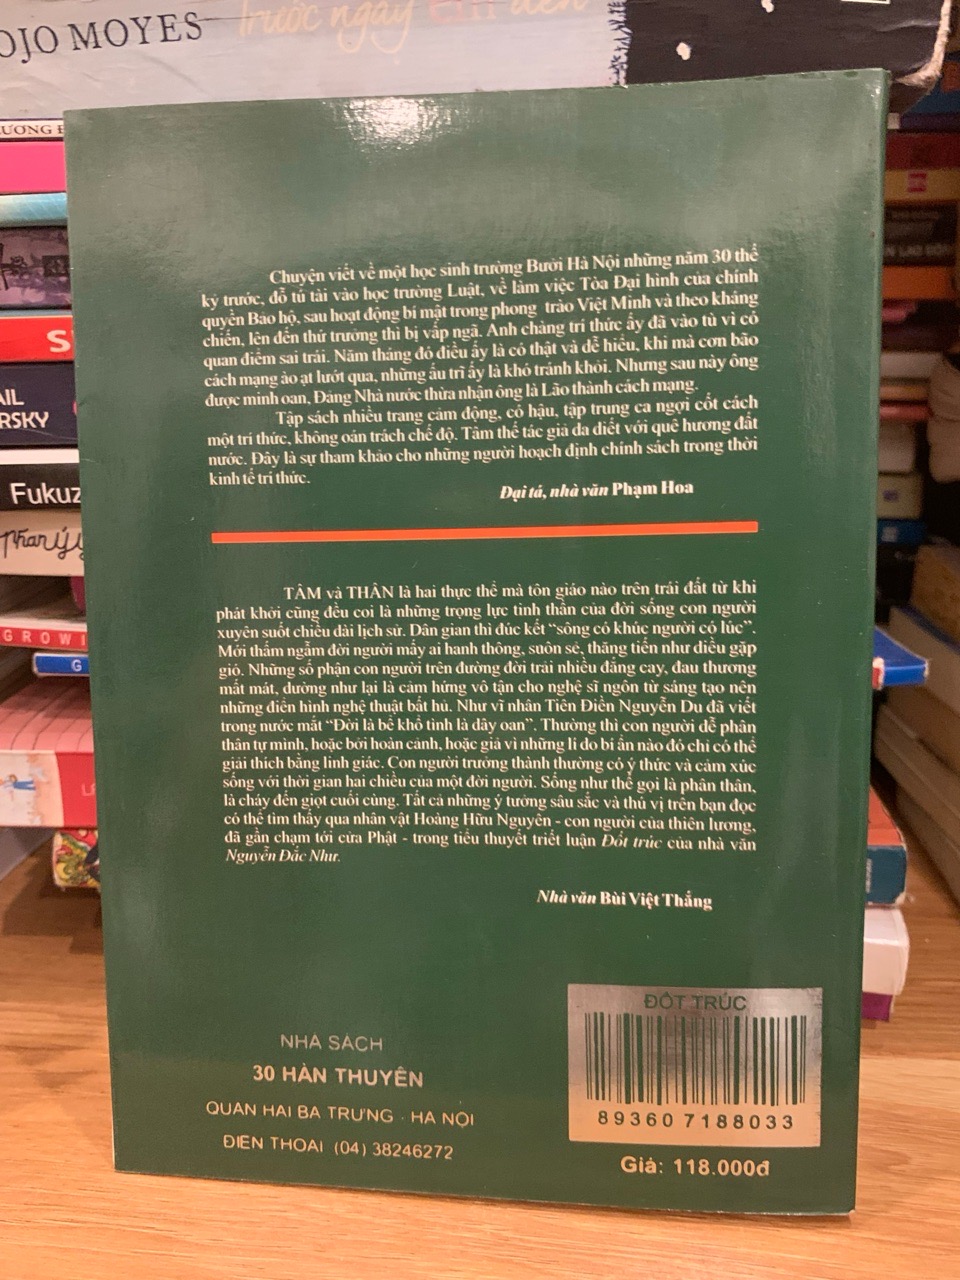 OJO MOYES
trước ngày em đến
ƯƠNG
AIL
RSKY
Fukuz
Phan ý
GROWI
G
Chuyện viết về một học sinh trường Bưởi Hà Nội những năm 30 thế
kỷ trước, đỗ tú tài vào học trường Luật, về làm việc Tòa Đại hình của chính
quyền Bảo hộ, sau hoạt động bí mật trong phong trào Việt Minh và theo kháng
chiến, lên đến thứ trưởng thì bị vấp ngã. Anh chàng trí thức ấy đã vào tù vì có
quan điểm sai trái. Năm tháng đó điều ấy là có thật và dễ hiểu, khi mà cơn bão
cách mạng ào ạt lướt qua, những ấu trĩ ấy là khó tránh khỏi. Nhưng sau này ông
được minh oan, Đảng Nhà nước thừa nhận ông là Lão thành cách mạng.
Tập sách nhiều trang cảm động, có hậu, tập trung ca ngợi cốt cách
một trí thức, không oán trách chế độ. Tâm thế tác giả da diết với quê hương đất
nước. Đây là sự tham khảo cho những người hoạch định chính sách trong thời
kinh tế tri thức.
Đại tá, nhà văn Phạm Hoa
TÂM và THÂN là hai thực thể mà tôn giáo nào trên trái đất từ khi
phát khởi cũng đều coi là những trọng lực tinh thần của đời sống con người
xuyên suốt chiều dài lịch sử. Dân gian thì đúc kết “sông có khúc người có lúc”.
Mới thấm ngẫm đời người mấy ai hanh thông, suôn sẻ, thăng tiến như diều gặp
gió. Những số phận con người trên đường đời trải nhiều đắng cay, đau thương
mất mát, dường như lại là cảm hứng vô tận cho nghệ sĩ ngôn từ sáng tạo nên
những điển hình nghệ thuật bất hủ. Như vĩ nhân Tiên Điền Nguyễn Du đã viết
trong nước mắt “Đời là bể khổ tình là dây oan”. Thường thì con người dễ phân
thân tự mình, hoặc bởi hoàn cảnh, hoặc giả vì những lí do bí ẩn nào đó chỉ có thể
giải thích bằng linh giác. Con người trưởng thành thường có ý thức và cảm xúc
sống với thời gian hai chiều của một đời người. Sống như thế gọi là phân thân,
là cháy đến giọt cuối cùng. Tất cả những ý tưởng sâu sắc và thú vị trên bạn đọc
có thể tìm thấy qua nhân vật Hoàng Hữu Nguyên - con người của thiên lương,
đã gần chạm tới cửa Phật - trong tiểu thuyết triết luận Đốt trúc của nhà văn
Nguyễn Đắc Như.
Nhà văn Bùi Việt Thắng
NHÀ SÁCH
30 HÀN THUYÊN
QUẬN HAI BÀ TRƯNG - HÀ NỘI
ĐIỆN THOẠI (04) 38246272
ĐỐT TRÚC
89360 7188033
Giá: 118.000đ